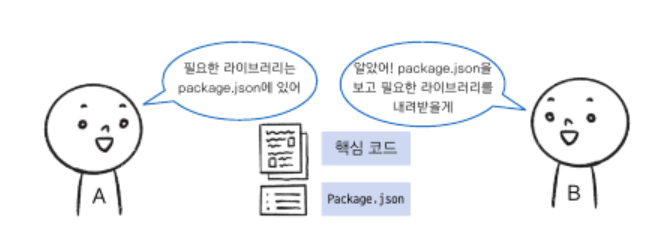 필요한 라이브러리는
package.json에 있어
알았어! package.json을
보고 필요한 라이브러리를
내려받을게
핵심 코드
Package.json
A
B